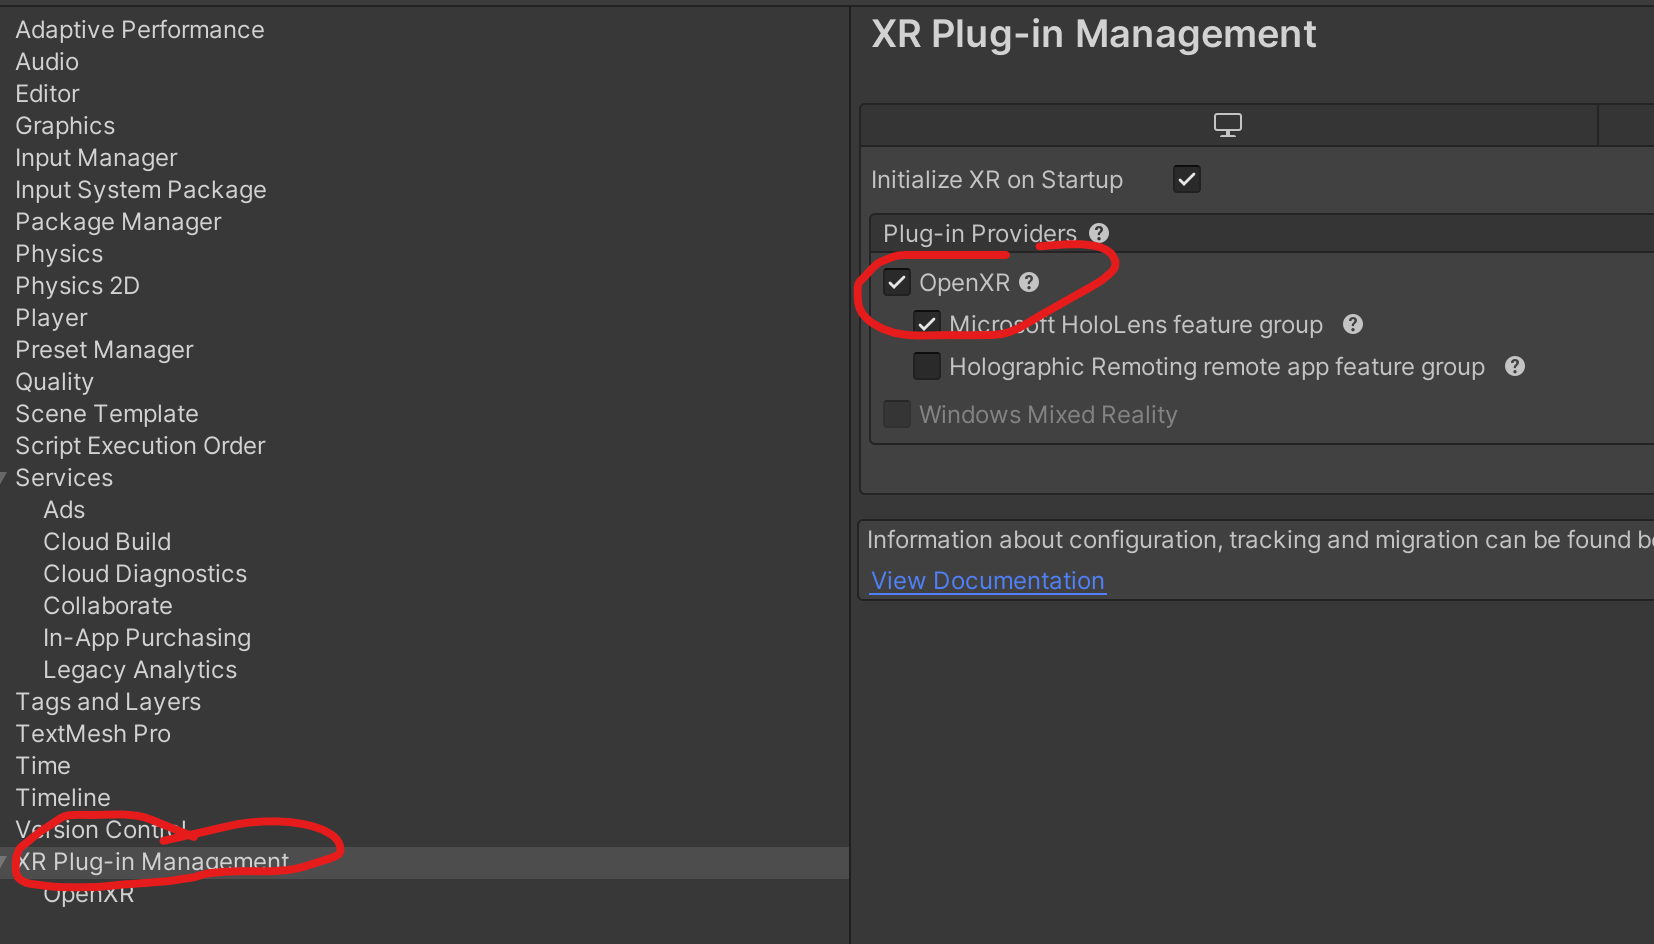 Adaptive Performance
Audio
Editor
Graphics
Input Manager
Input System Package
Package Manager
Physics
Physics 2D
Player
Preset Manager
Quality
Scene Template
Script Execution Order
Services
Ads
Cloud Build
Cloud Diagnostics
Collaborate
In-App Purchasing
Legacy Analytics
Tags and Layers
TextMesh Pro
Time
Timeline
Version Control
XR Plug-in Management
OpenXR
XR Plug-in Management
Initialize XR on Startup
Plug-in Providers
OpenXR
Microsoft HoloLens feature group
Holographic Remoting remote app feature group
Windows Mixed Reality
Information about configuration, tracking and migration can be found
View Documentation